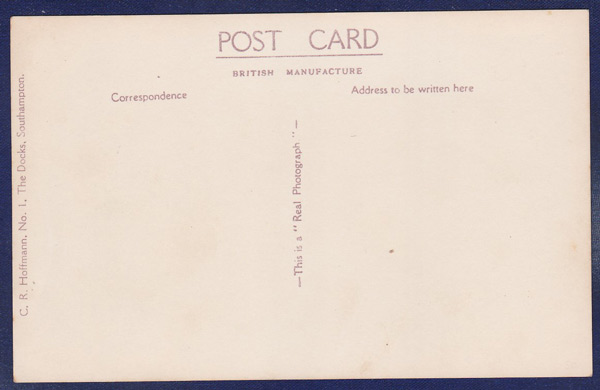 POST CARD
BRITISH MANUFACTURE
Correspondence
Address to be written here
—This is a "Real Photograph"—
C. R. Hoffmann, No. 1., The Docks, Southampton.